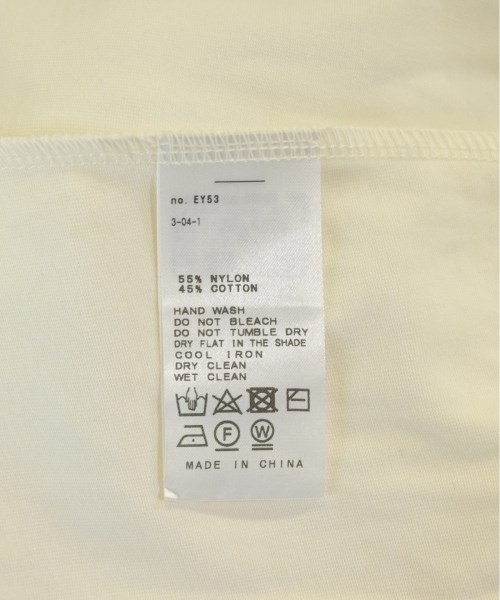 no. EY53
3-04-1
55% NYLON
45% COTTON
HAND WASH
DO NOT BLEACH
DO NOT TUMBLE DRY
DRY FLAT IN THE SHADE
COOL IRON
DRY CLEAN
WET CLEAN
F W
MADE IN CHINA